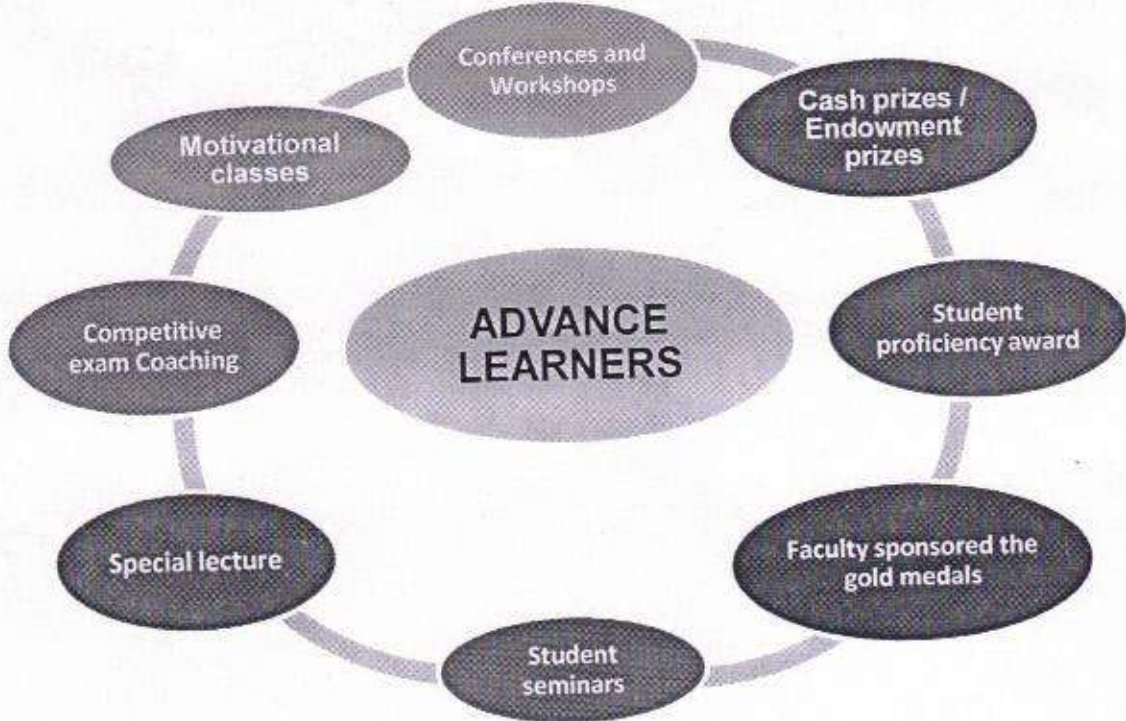 Conferences and
Workshops
Cash prizes /
Endowment
prizes
Motivational
classes
ADVANCE
LEARNERS
Student
proficiency award
Competitive
exam Coaching
Faculty sponsored the
gold medals
Special lecture
Student
seminars